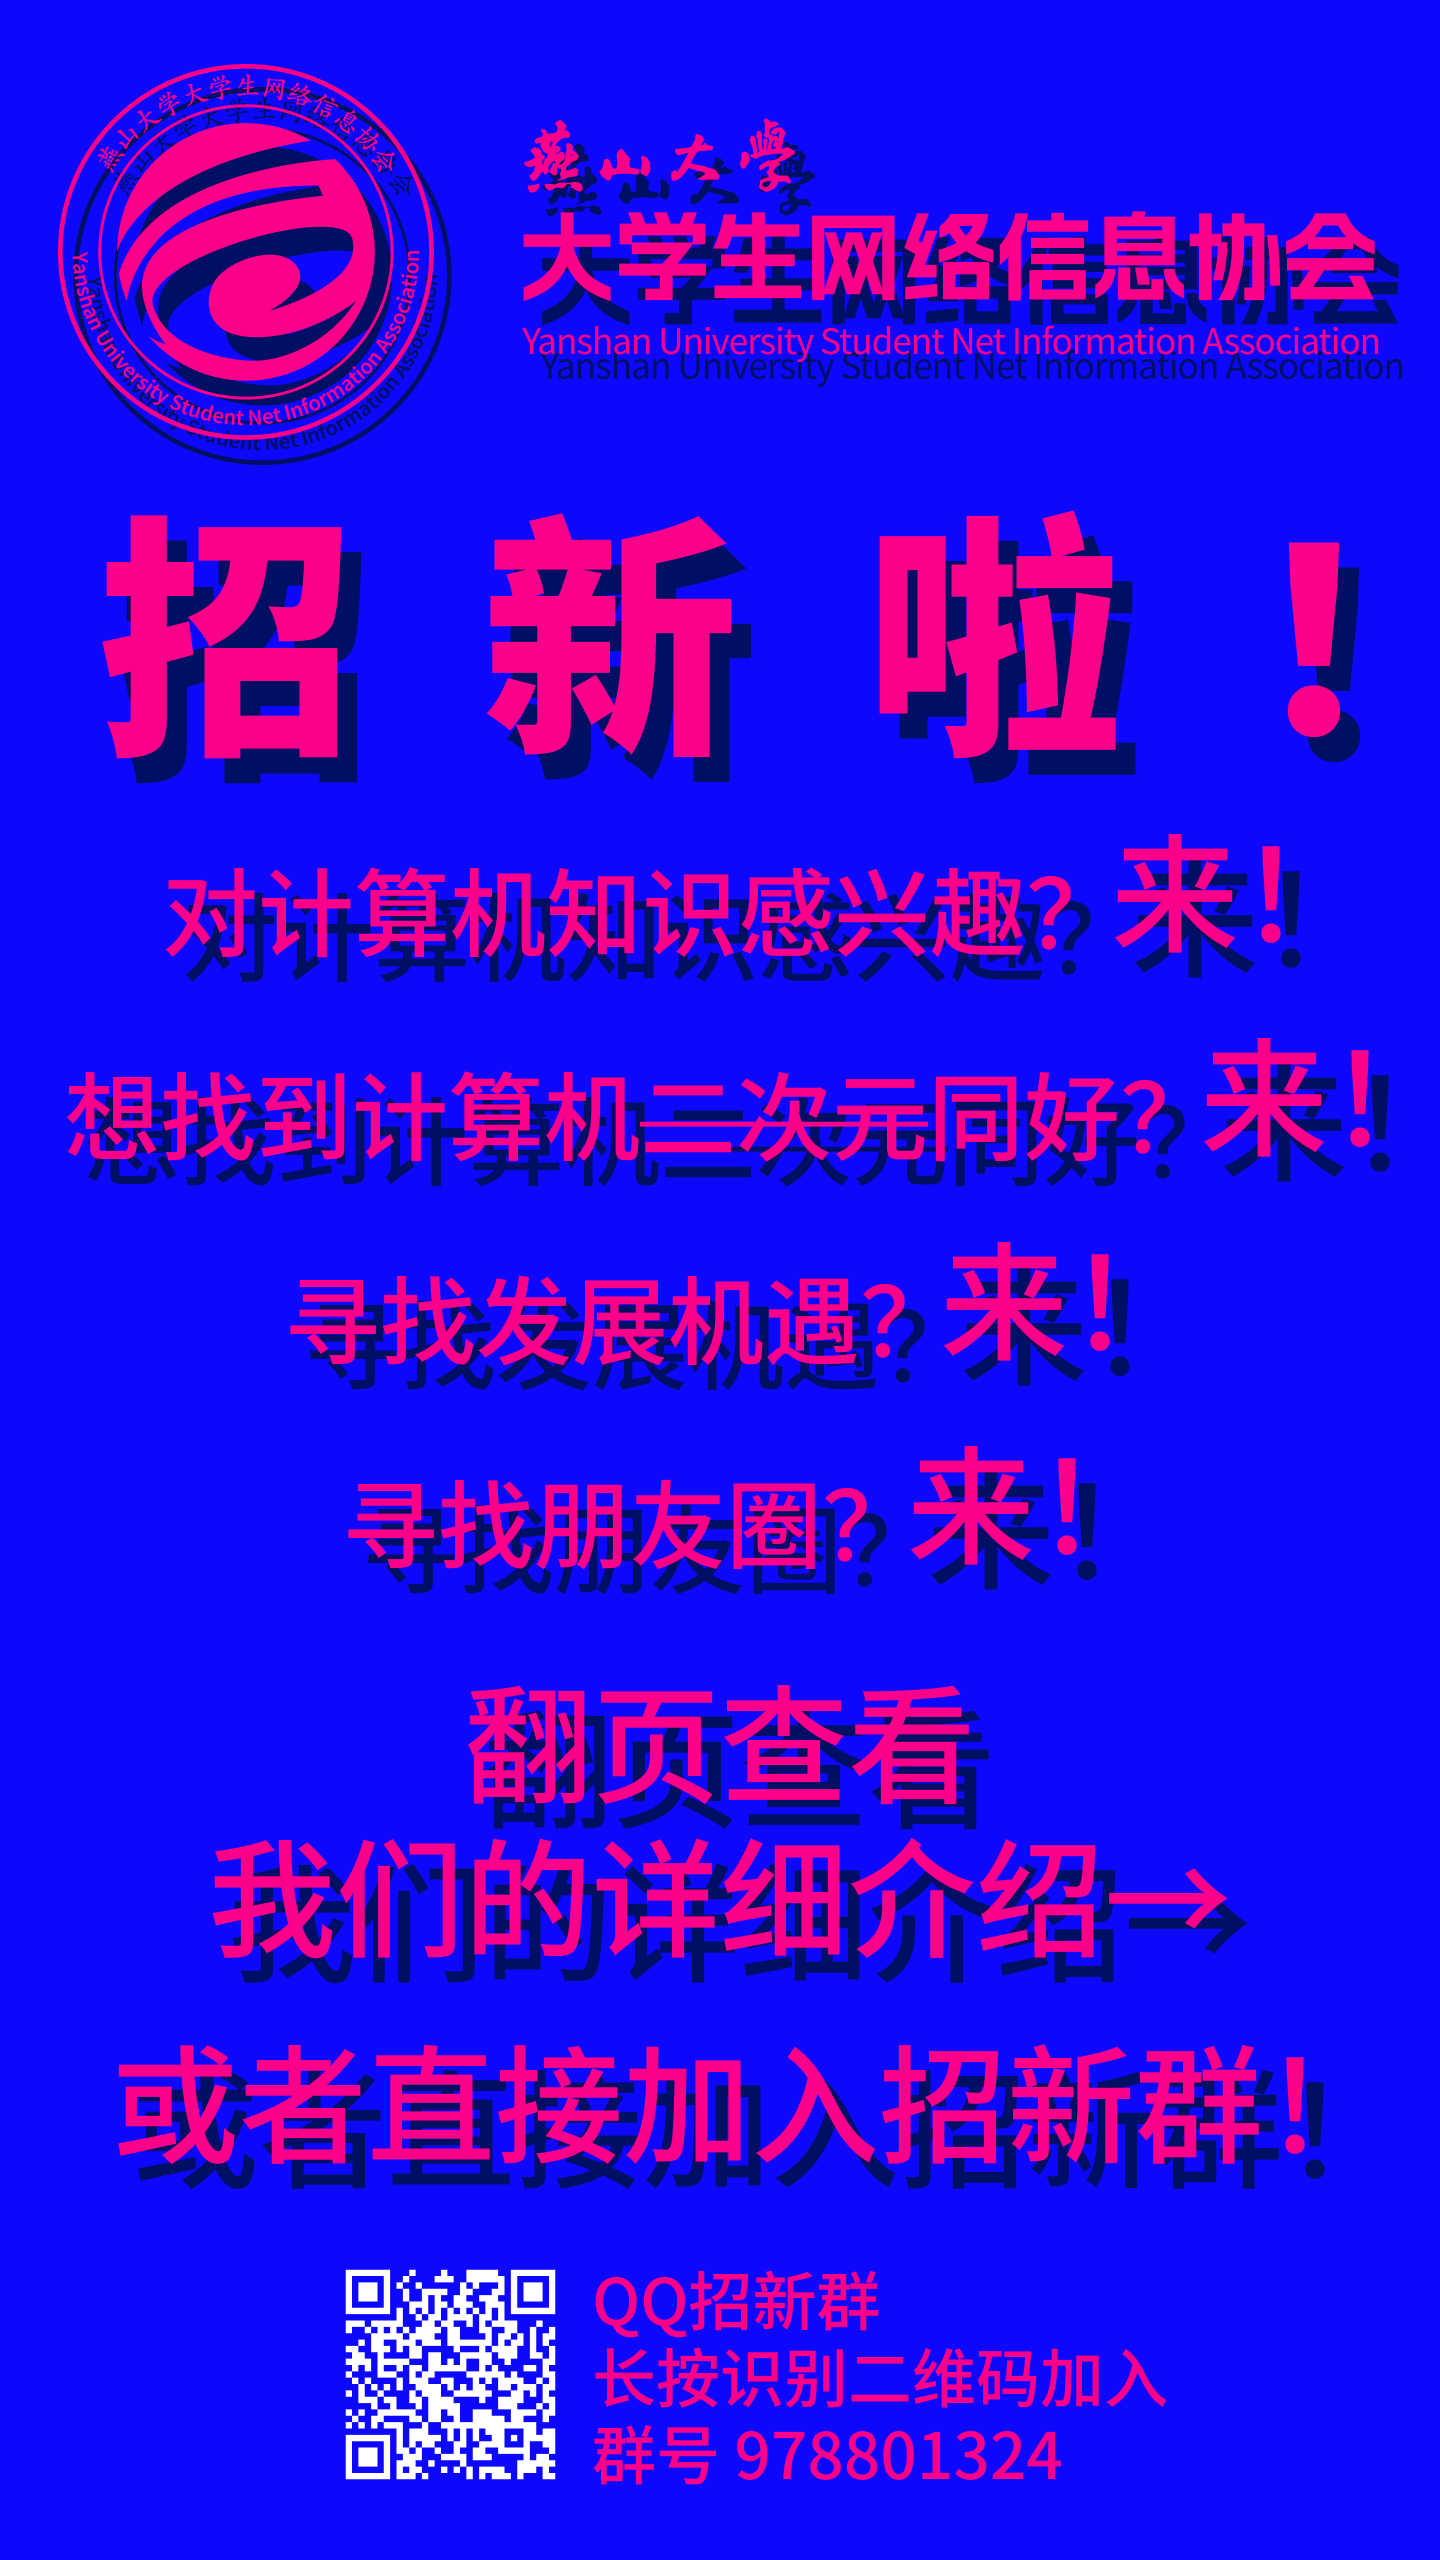 燕山大学大学生网络信息协会
Yanshan University Student Net Information Association
燕山大學
大学生网络信息协会
Yanshan University Student Net Information Association
招新啦！
对计算机知识感兴趣？来！
想找到计算机二次元同好？来！
寻找发展机遇？来！
寻找朋友圈？来！
翻页查看
我们的详细介绍→
或者直接加入招新群！
QQ招新群
长按识别二维码加入
群号 978801324